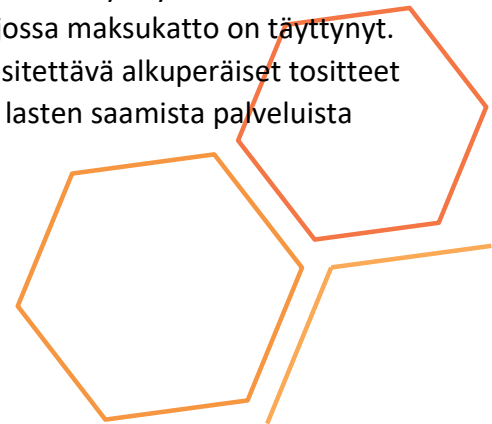 jossa maksukatto on täyttynyt.
sitettävä alkuperäiset tositteet
lasten saamista palveluista